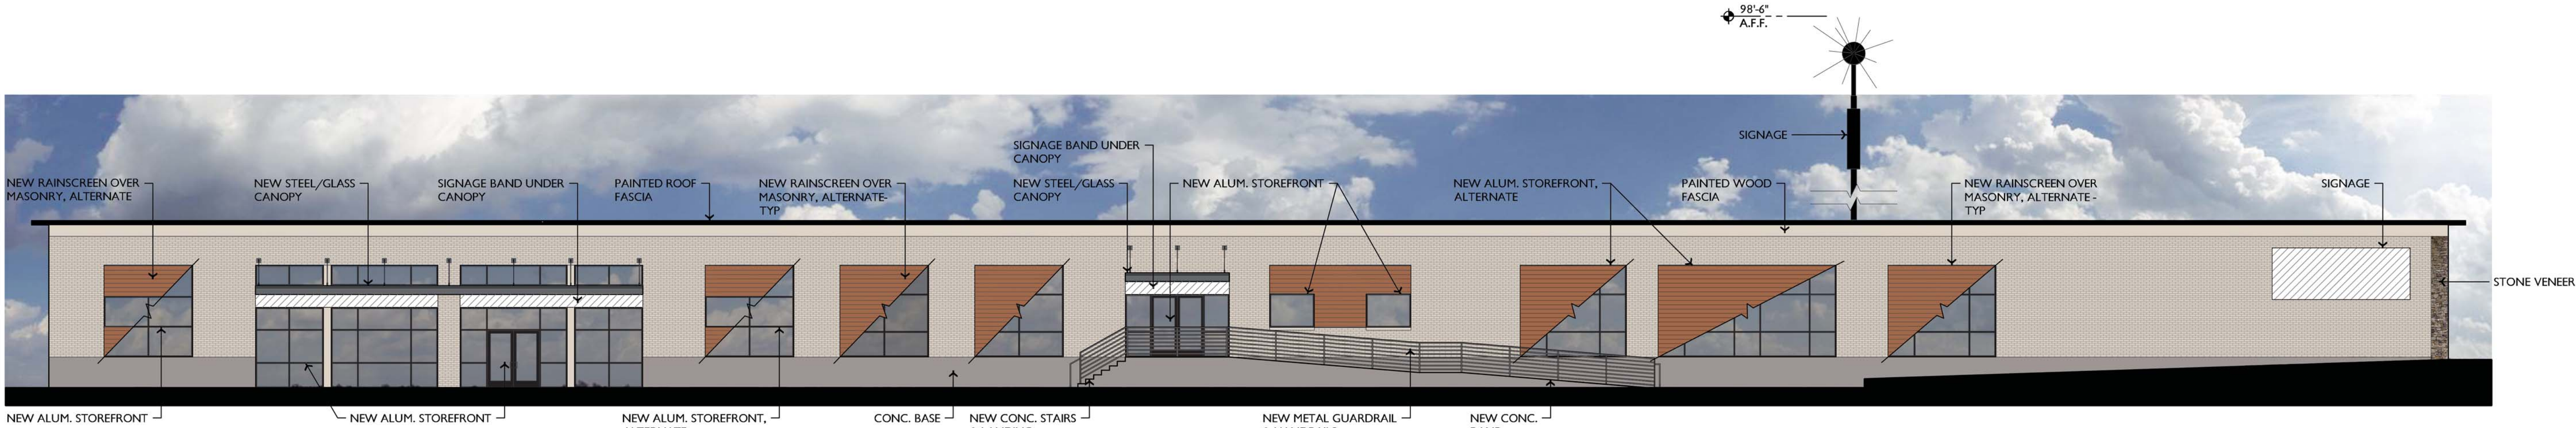 98'-6"
A.F.F.
SIGNAGE
SIGNAGE BAND UNDER
CANOPY
NEW RAINSCREEN OVER
MASONRY, ALTERNATE
NEW STEEL/GLASS
CANOPY
SIGNAGE BAND UNDER
CANOPY
PAINTED ROOF
FASCIA
NEW RAINSCREEN OVER
MASONRY, ALTERNATE-
TYP
NEW STEEL/GLASS
CANOPY
NEW ALUM. STOREFRONT
NEW ALUM. STOREFRONT,
ALTERNATE
PAINTED WOOD
FASCIA
NEW RAINSCREEN OVER
MASONRY, ALTERNATE -
TYP
SIGNAGE
STONE VENEER
NEW ALUM. STOREFRONT
NEW ALUM. STOREFRONT
NEW ALUM. STOREFRONT,
CONC. BASE
NEW CONC. STAIRS
NEW METAL GUARDRAIL
NEW CONC.